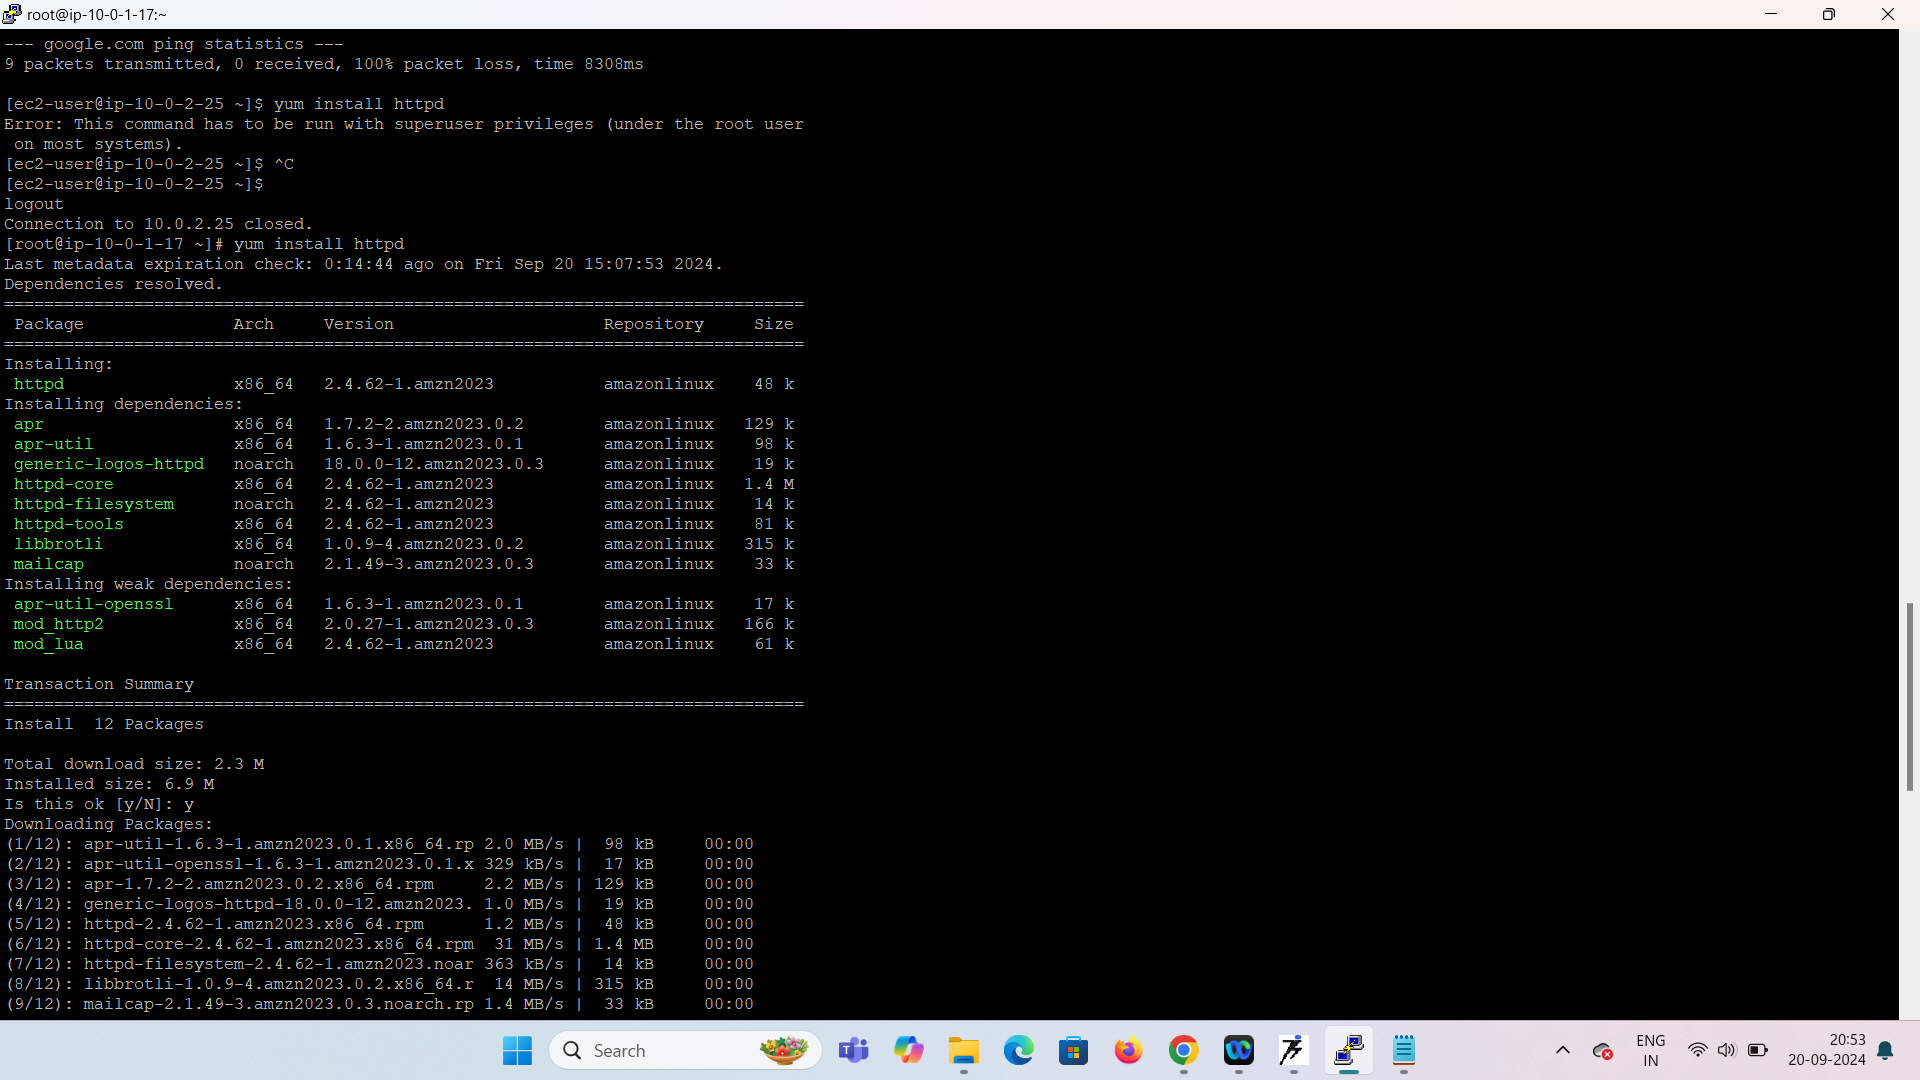 root@ip-10-0-1-17:~
--- google.com ping statistics ---
9 packets transmitted, 0 received, 100% packet loss, time 8308ms
[ec2-user@ip-10-0-2-25 ~]$ yum install httpd
Error: This command has to be run with superuser privileges (under the root user
 on most systems).
[ec2-user@ip-10-0-2-25 ~]$ ^C
[ec2-user@ip-10-0-2-25 ~]$
logout
Connection to 10.0.2.25 closed.
[root@ip-10-0-1-17 ~]# yum install httpd
Last metadata expiration check: 0:14:44 ago on Fri Sep 20 15:07:53 2024.
Dependencies resolved.
================================================================================
 Package               Arch     Version                     Repository     Size
================================================================================
Installing:
 httpd                 x86_64   2.4.62-1.amzn2023           amazonlinux    48 k
Installing dependencies:
 apr                   x86_64   1.7.2-2.amzn2023.0.2        amazonlinux   129 k
 apr-util              x86_64   1.6.3-1.amzn2023.0.1        amazonlinux    98 k
 generic-logos-httpd   noarch   18.0.0-12.amzn2023.0.3      amazonlinux    19 k
 httpd-core            x86_64   2.4.62-1.amzn2023           amazonlinux   1.4 M
 httpd-filesystem      noarch   2.4.62-1.amzn2023           amazonlinux    14 k
 httpd-tools           x86_64   2.4.62-1.amzn2023           amazonlinux    81 k
 libbrotli             x86_64   1.0.9-4.amzn2023.0.2        amazonlinux   315 k
 mailcap               noarch   2.1.49-3.amzn2023.0.3       amazonlinux    33 k
Installing weak dependencies:
 apr-util-openssl      x86_64   1.6.3-1.amzn2023.0.1        amazonlinux    17 k
 mod_http2             x86_64   2.0.27-1.amzn2023.0.3       amazonlinux   166 k
 mod_lua               x86_64   2.4.62-1.amzn2023           amazonlinux    61 k
Transaction Summary
================================================================================
Install  12 Packages
Total download size: 2.3 M
Installed size: 6.9 M
Is this ok [y/N]: y
Downloading Packages:
(1/12): apr-util-1.6.3-1.amzn2023.0.1.x86_64.rp 2.0 MB/s |  98 kB     00:00
(2/12): apr-util-openssl-1.6.3-1.amzn2023.0.1.x 329 kB/s |  17 kB     00:00
(3/12): apr-1.7.2-2.amzn2023.0.2.x86_64.rpm     2.2 MB/s | 129 kB     00:00
(4/12): generic-logos-httpd-18.0.0-12.amzn2023. 1.0 MB/s |  19 kB     00:00
(5/12): httpd-2.4.62-1.amzn2023.x86_64.rpm      1.2 MB/s |  48 kB     00:00
(6/12): httpd-core-2.4.62-1.amzn2023.x86_64.rpm  31 MB/s | 1.4 MB     00:00
(7/12): httpd-filesystem-2.4.62-1.amzn2023.noar 363 kB/s |  14 kB     00:00
(8/12): libbrotli-1.0.9-4.amzn2023.0.2.x86_64.r  14 MB/s | 315 kB     00:00
(9/12): mailcap-2.1.49-3.amzn2023.0.3.noarch.rp 1.4 MB/s |  33 kB     00:00
Search
ENG
IN
20:53
20-09-2024